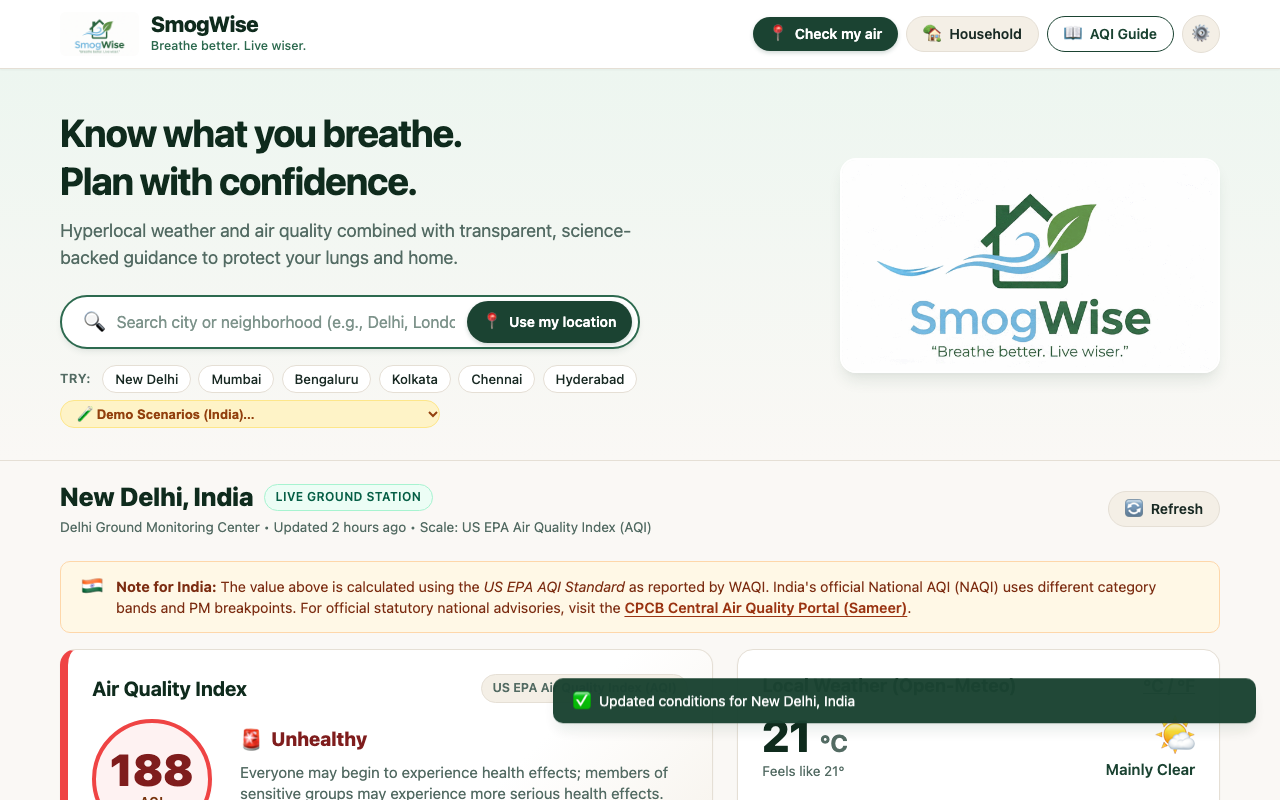 SmogWise
SmogWise
Breathe better. Live wiser.
Check my air
Household
AQI Guide
Know what you breathe.
Plan with confidence.
Hyperlocal weather and air quality combined with transparent, science-
backed guidance to protect your lungs and home.
Search city or neighborhood (e.g., Delhi, Londc
Use my location
SmogWise
“Breathe better. Live wiser.”
TRY:
New Delhi
Mumbai
Bengaluru
Kolkata
Chennai
Hyderabad
Demo Scenarios (India)...
New Delhi, India
LIVE GROUND STATION
Delhi Ground Monitoring Center • Updated 2 hours ago • Scale: US EPA Air Quality Index (AQI)
Refresh
Note for India: The value above is calculated using the US EPA AQI Standard as reported by WAQI. India's official National AQI (NAQI) uses different category
bands and PM breakpoints. For official statutory national advisories, visit the CPCB Central Air Quality Portal (Sameer).
Air Quality Index
US EPA Ai
Local Weather (Open-Meteo)
°C / °F
Updated conditions for New Delhi, India
188
AQI
Unhealthy
Everyone may begin to experience health effects; members of
sensitive groups may experience more serious health effects.
21 °C
Feels like 21°
Mainly Clear